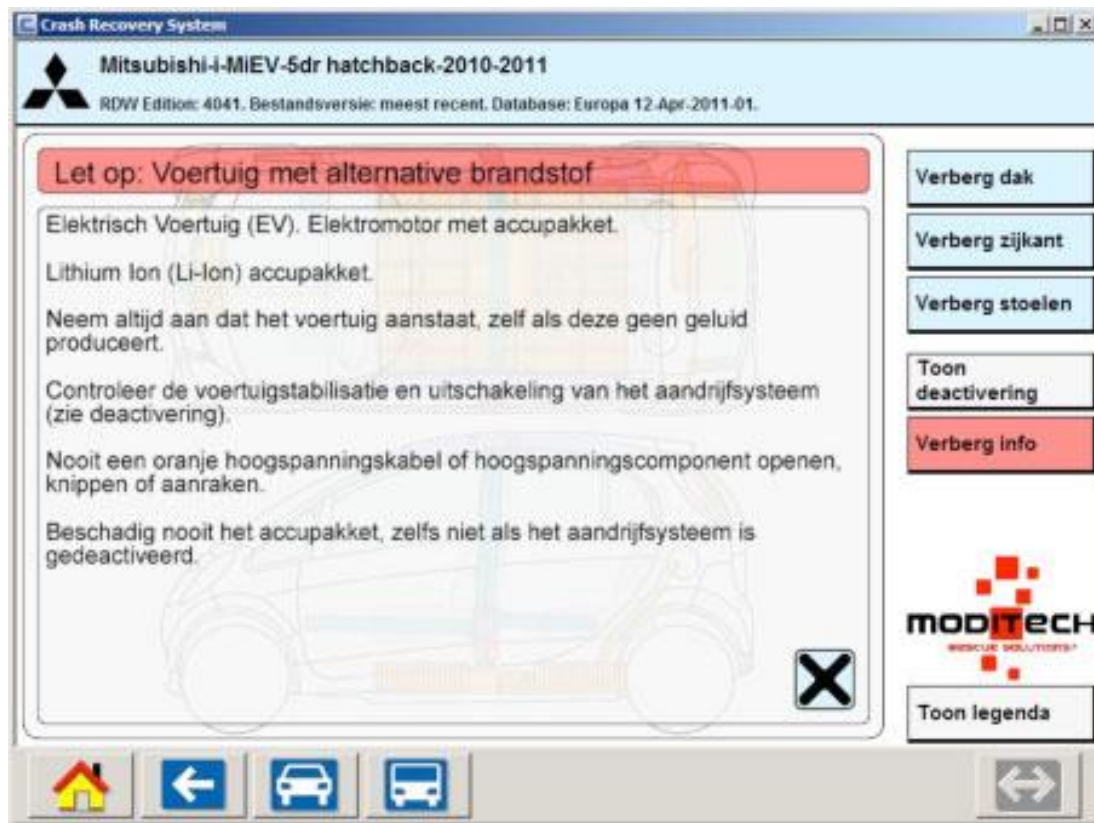 Crash Recovery System
Mitsubishi-i-MiEV-5dr hatchback-2010-2011
RDW Edition: 4041. Bestandsversie: meest recent. Database: Europa 12-Apr-2011-01.
Let op: Voertuig met alternative brandstof
Elektrisch Voertuig (EV). Elektromotor met accupakket.
Lithium Ion (Li-Ion) accupakket.
Neem altijd aan dat het voertuig aanstaat, zelf als deze geen geluid
produceert.
Controleer de voertuigstabilisatie en uitschakeling van het aandrijfsysteem
(zie deactivering).
Nooit een oranje hoogspanningskabel of hoogspanningscomponent openen,
knippen of aanraken.
Beschadig nooit het accupakket, zelfs niet als het aandrijfsysteem is
gedeactiveerd.
Verberg dak
Verberg zijkant
Verberg stoelen
Toon
deactivering
Verberg info
MODITECH
RESCUE SOLUTIONS
Toon legenda